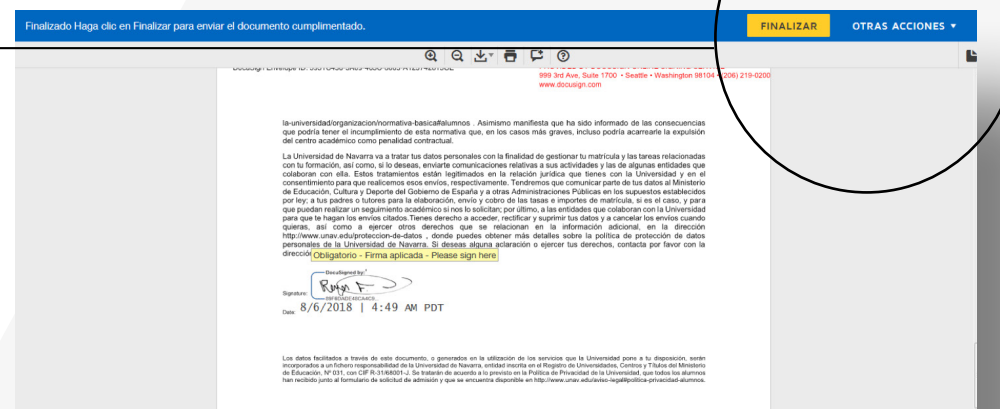 Finalizado Haga clic en Finalizar para enviar el documento cumplimentado.
FINALIZAR
OTRAS ACCIONES
999 3rd Ave, Suite 1700 • Seattle • Washington 98104 • (206) 219-0200
www.docusign.com
la-universidad/organizacion/normativa-basica#alumnos . Asimismo manifiesta que ha sido informado de las consecuencias
que podría tener el incumplimiento de esta normativa que, en los casos más graves, incluso podría acarrearle la expulsión
del centro académico como penalidad contractual.
La Universidad de Navarra va a tratar tus datos personales con la finalidad de gestionar tu matrícula y las tareas relacionadas
con tu formación, así como, si lo deseas, enviarte comunicaciones relativas a sus actividades y las de algunas entidades que
colaboran con ella. Estos tratamientos están legitimados en la relación jurídica que tienes con la Universidad y en el
consentimiento para que realicemos esos envíos, respectivamente. Tendremos que comunicar parte de tus datos al Ministerio
de Educación, Cultura y Deporte del Gobierno de España y a otras Administraciones Públicas en los supuestos establecidos
por ley; a tus padres o tutores para la elaboración, envío y cobro de las tasas e importes de matrícula, si es el caso, y para
que puedan realizar un seguimiento académico si nos lo solicitan; por último, a las entidades que colaboran con la Universidad
para que te hagan los envíos citados.Tienes derecho a acceder, rectificar y suprimir tus datos y a cancelar los envíos cuando
quieras, así como a ejercer otros derechos que se relacionan en la información adicional, en la dirección
http://www.unav.edu/proteccion-de-datos , donde puedes obtener más detalles sobre la política de protección de datos
personales de la Universidad de Navarra. Si deseas alguna aclaración o ejercer tus derechos, contacta por favor con la
dirección Obligatorio - Firma aplicada - Please sign here
DocuSigned by:
Signature:
Date: 8/6/2018 | 4:49 AM PDT
Los datos facilitados a través de este documento, o generados en la utilización de los servicios que la Universidad pone a tu disposición, serán
incorporados a un fichero responsabilidad de la Universidad de Navarra, entidad inscrita en el Registro de Universidades, Centros y Títulos del Ministerio
de Educación, Nº 031, con CIF R-31/68001-J. Se tratarán de acuerdo a lo previsto en la Política de Privacidad de la Universidad, que todos los alumnos
han recibido junto al formulario de solicitud de admisión y que se encuentra disponible en http://www.unav.edu/aviso-legal#politica-privacidad-alumnos.